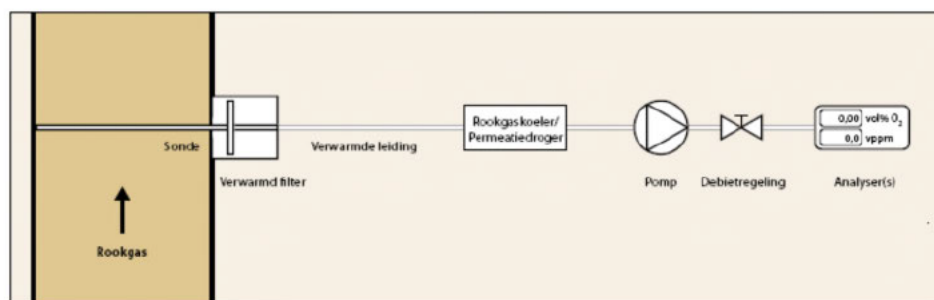 Rookgaskoeler/
Permeatiedroger
0,00 vol% O2
0,0 vppm
Sonde
Verwarmde leiding
Verwarmd filter
Pomp
Debietregeling
Analyser(s)
Rookgas